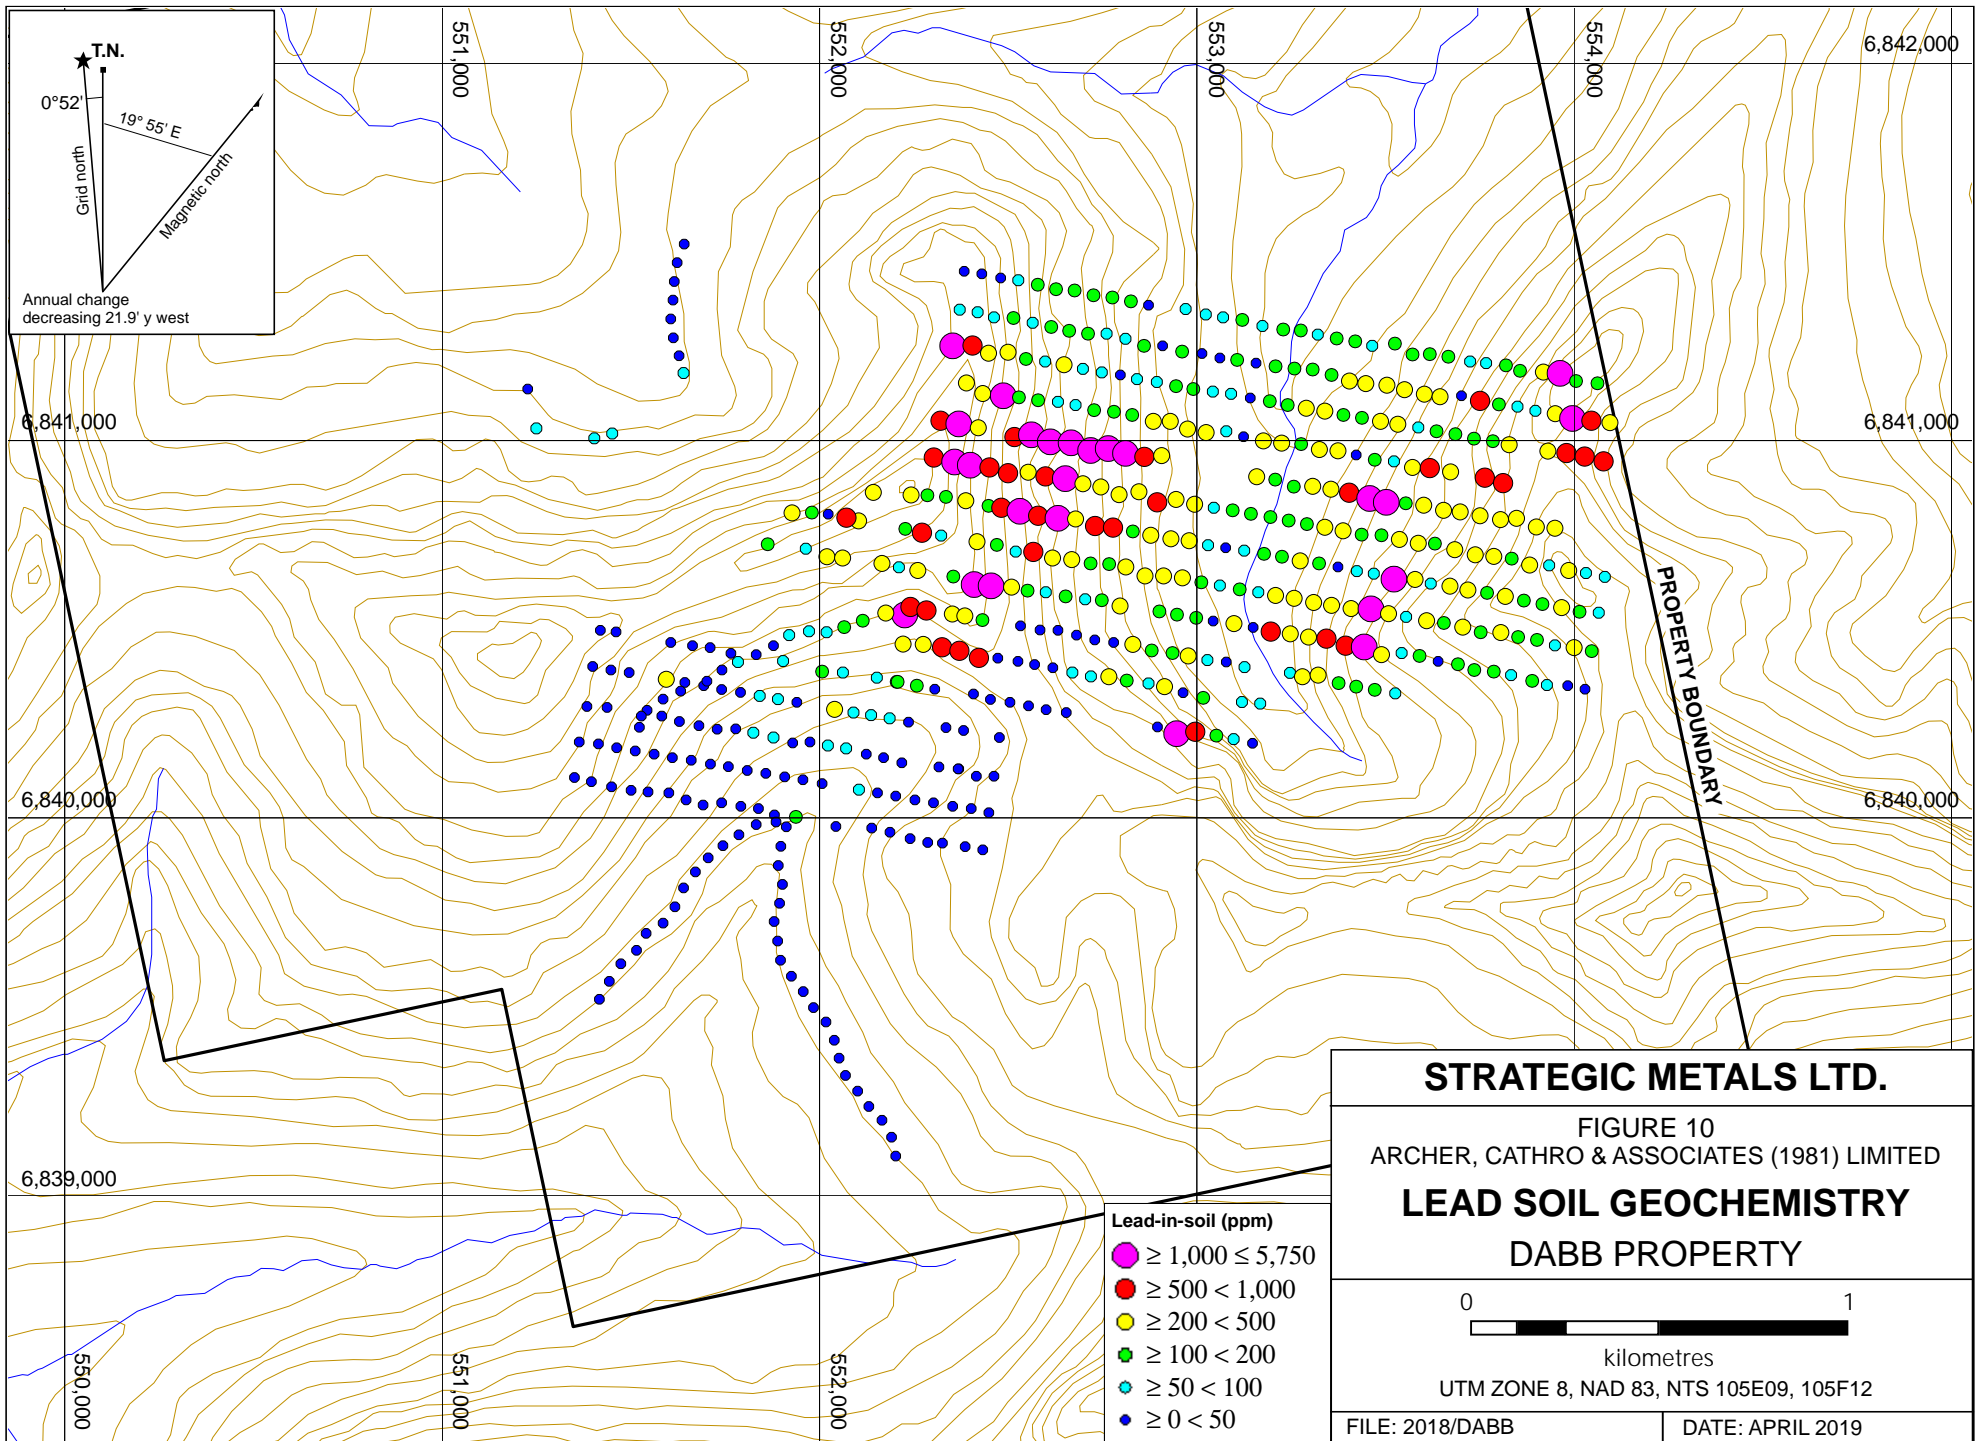 T.N.
0°52'
19° 55' E
Grid north
Magnetic north
Annual change
decreasing 21.9' y west
551,000
552,000
553,000
554,000
6,842,000
6,841,000
6,841,000
6,840,000
6,840,000
6,839,000
PROPERTY BOUNDARY
550,000
551,000
552,000
Lead-in-soil (ppm)
≥ 1,000 ≤ 5,750
≥ 500 < 1,000
≥ 200 < 500
≥ 100 < 200
≥ 50 < 100
≥ 0 < 50
STRATEGIC METALS LTD.
FIGURE 10
ARCHER, CATHRO & ASSOCIATES (1981) LIMITED
LEAD SOIL GEOCHEMISTRY
DABB PROPERTY
0 1
kilometres
UTM ZONE 8, NAD 83, NTS 105E09, 105F12
FILE: 2018/DABB
DATE: APRIL 2019